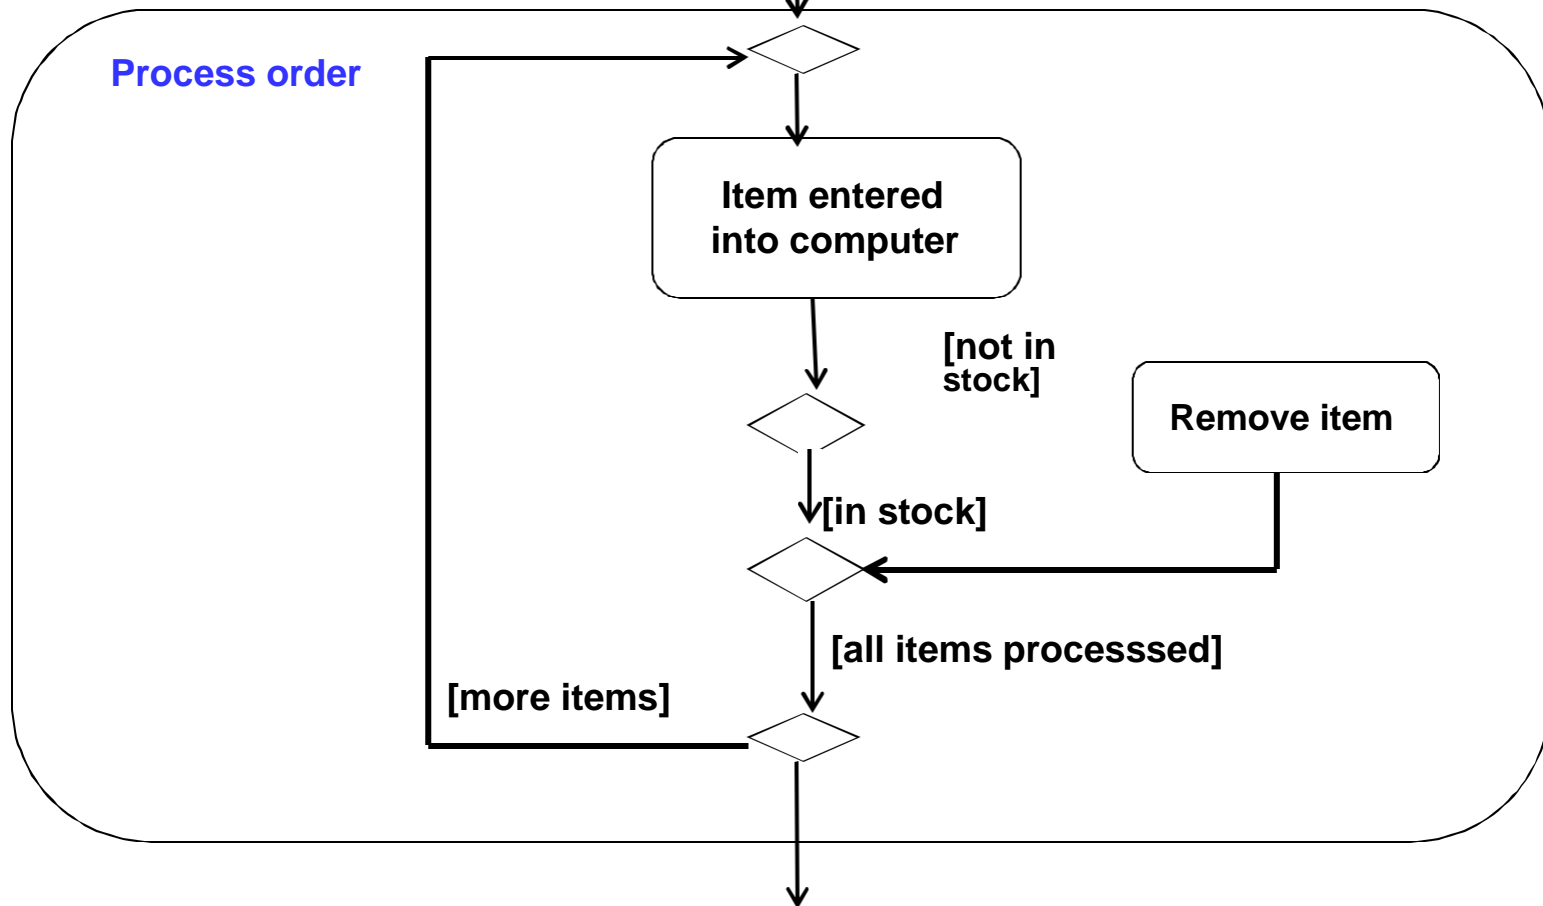 Process order
Item entered
into computer
[not in
stock]
Remove item
[in stock]
[all items processsed]
[more items]